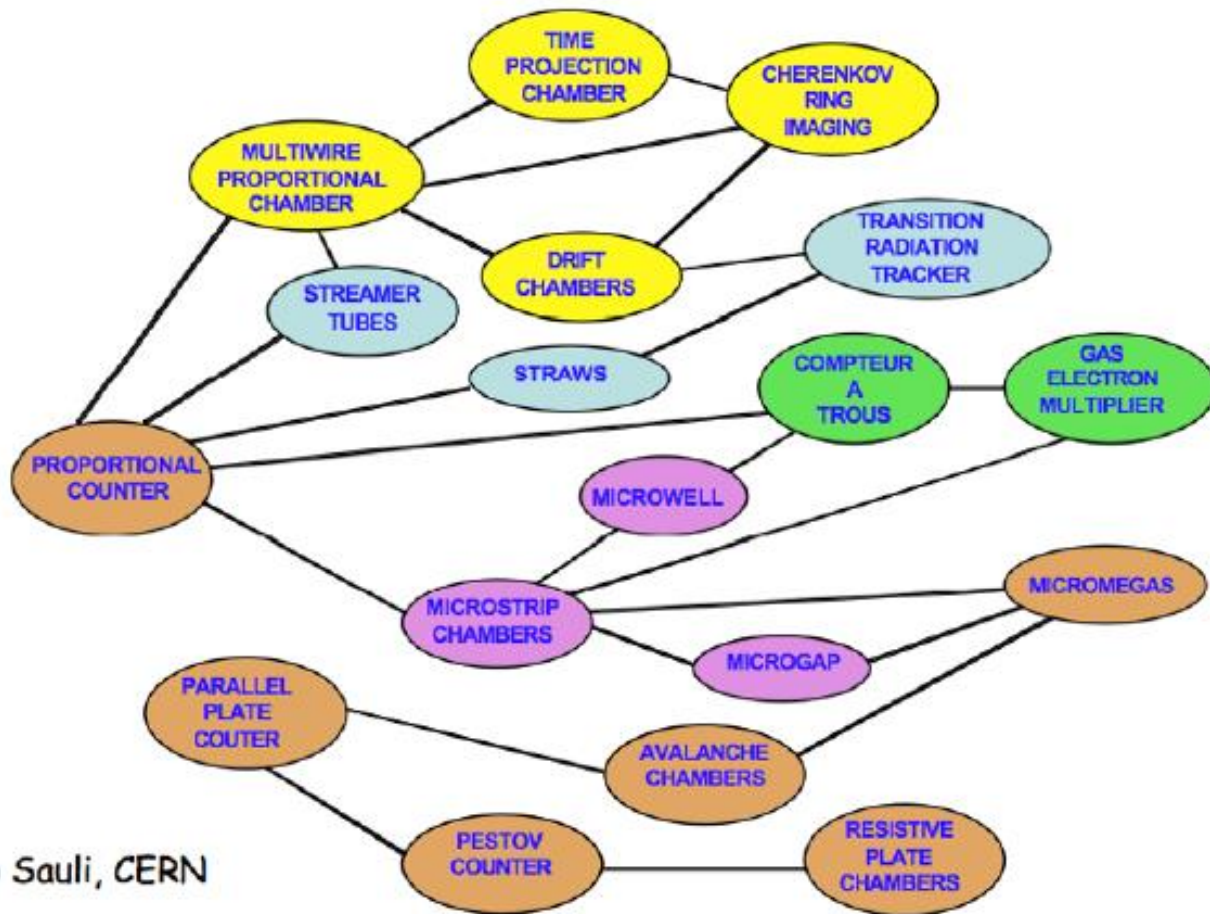 TIME
PROJECTION
CHAMBER
CHERENKOV
RING
IMAGING
MULTIWIRE
PROPORTIONAL
CHAMBER
TRANSITION
RADIATION
TRACKER
DRIFT
CHAMBERS
STREAMER
TUBES
STRAWS
COMPTEUR
A
TROUS
GAS
ELECTRON
MULTIPLIER
PROPORTIONAL
COUNTER
MICROWELL
MICROSTRIP
CHAMBERS
MICROMEGAS
MICROGAP
PARALLEL
PLATE
COUTER
AVALANCHE
CHAMBERS
PESTOV
COUNTER
RESISTIVE
PLATE
CHAMBERS
Sauli, CERN